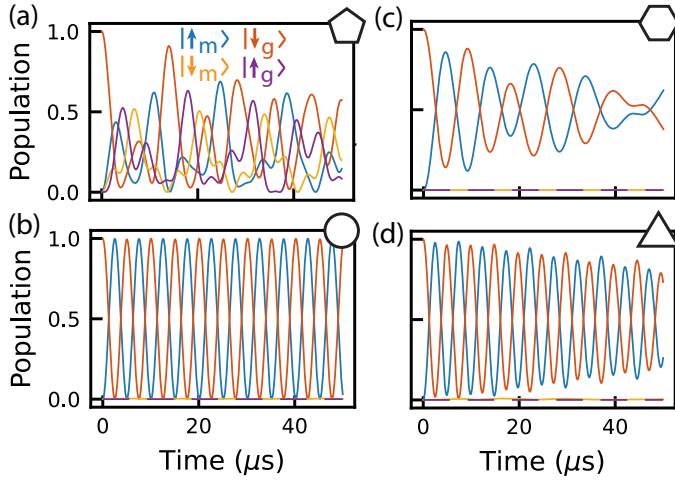 (a)
|↑m⟩ |↓g⟩
|↓m⟩ |↑g⟩
Population
1.0
0.5
0.0
(c)
(b)
Population
1.0
0.5
0.0
0 20 40
Time (μs)
(d)
0 20 40
Time (μs)